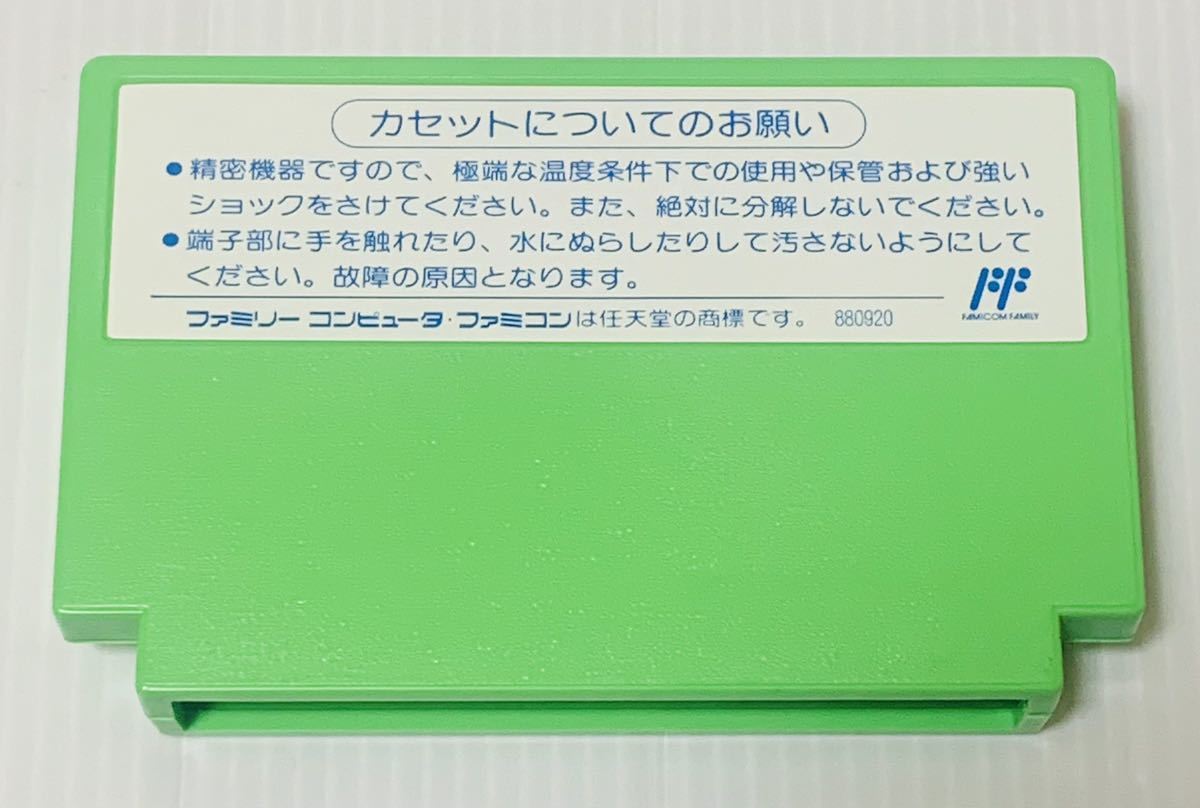 カセットについてのお願い
●精密機器ですので、極端な温度条件下での使用や保管および強い
ショックをさけてください。また、絶対に分解しないでください。
●端子部に手を触れたり、水にぬらしたりして汚さないようにして
ください。故障の原因となります。
FAMICOM FAMILY
ファミリー コンピュータ・ファミコンは任天堂の商標です。 880920